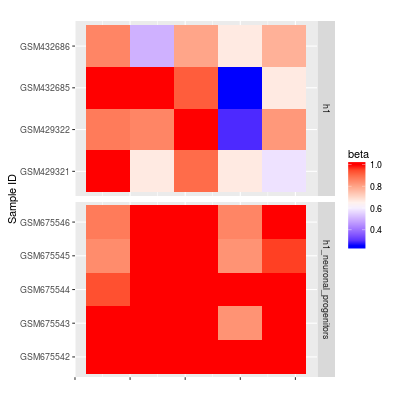 Sample ID
GSM432686
GSM432685
GSM429322
GSM429321
h1
GSM675546
GSM675545
GSM675544
GSM675543
GSM675542
h1_neuronal_progenitors
beta
1.0
0.8
0.6
0.4